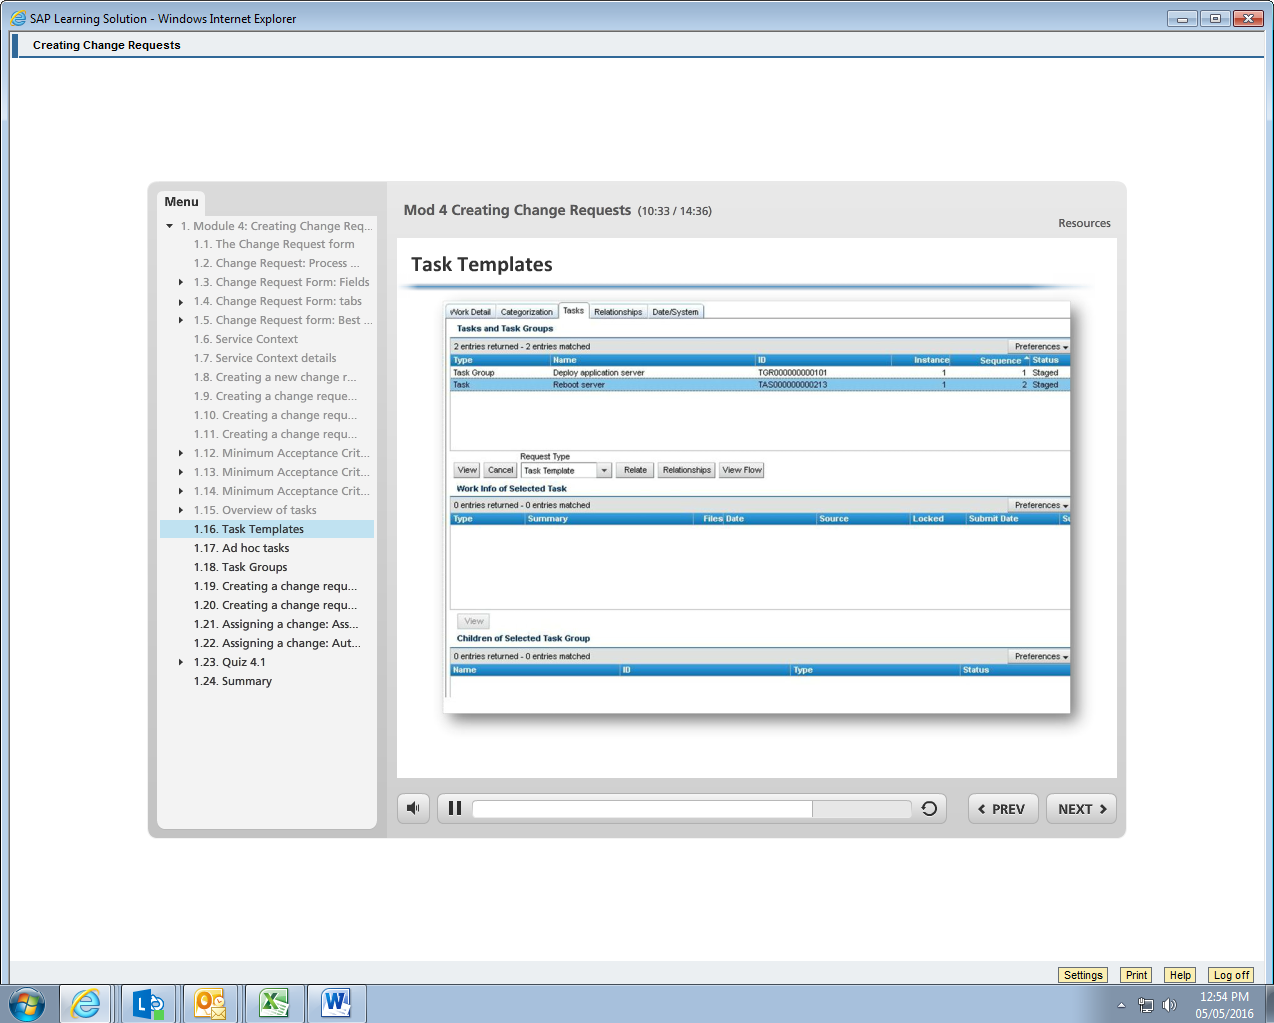 SAP Learning Solution - Windows Internet Explorer
Creating Change Requests
Menu
1. Module 4: Creating Change Req...
1.1. The Change Request form
1.2. Change Request: Process ...
1.3. Change Request Form: Fields
1.4. Change Request Form: tabs
1.5. Change Request form: Best ...
1.6. Service Context
1.7. Service Context details
1.8. Creating a new change r...
1.9. Creating a change reque...
1.10. Creating a change requ...
1.11. Creating a change requ...
1.12. Minimum Acceptance Crit...
1.13. Minimum Acceptance Crit...
1.14. Minimum Acceptance Crit...
1.15. Overview of tasks
1.16. Task Templates
1.17. Ad hoc tasks
1.18. Task Groups
1.19. Creating a change requ...
1.20. Creating a change requ...
1.21. Assigning a change: Ass...
1.22. Assigning a change: Aut...
1.23. Quiz 4.1
1.24. Summary
Mod 4 Creating Change Requests (10:33 / 14:36)
Resources
Task Templates
Work Detail Categorization Tasks Relationships Date/System
Tasks and Task Groups
2 entries returned - 2 entries matched Preferences
Type Name ID Instance Sequence Status
Task Group Deploy application server TGR000000000101 1 1 Staged
Task Reboot server TAS000000000213 1 2 Staged
Request Type
View Cancel Task Template Relate Relationships View Flow
Work Info of Selected Task
0 entries returned - 0 entries matched Preferences
Type Summary Files Date Source Locked Submit Date Su
View
Children of Selected Task Group
0 entries returned - 0 entries matched Preferences
Name ID Type Status
PREV NEXT
Settings Print Help Log off
12:54 PM
05/05/2016